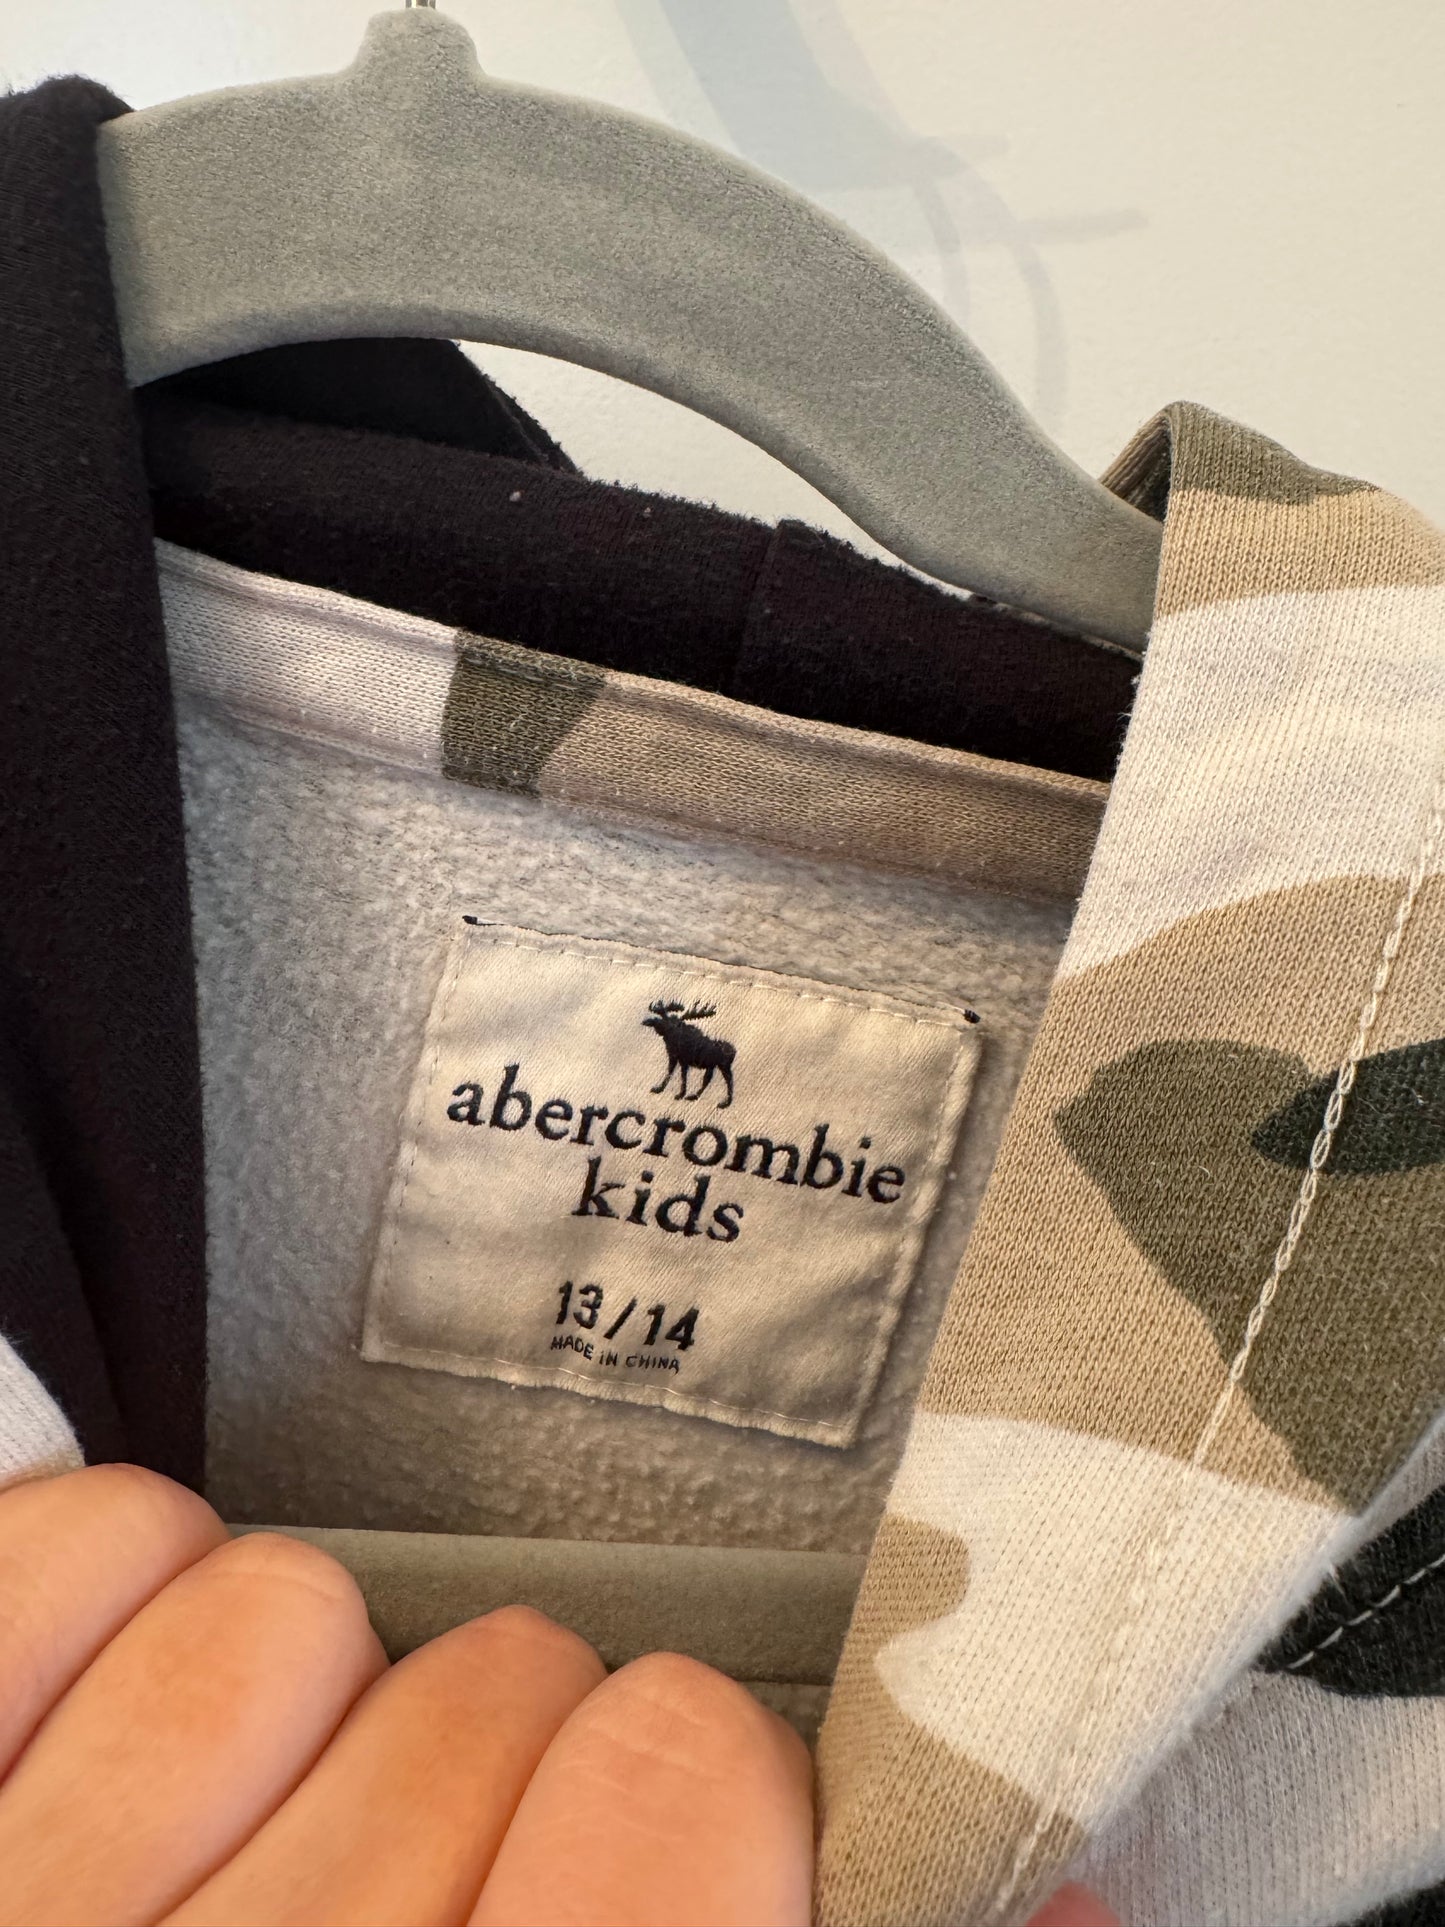 abercrombie
kids
13/14
MADE IN CHINA